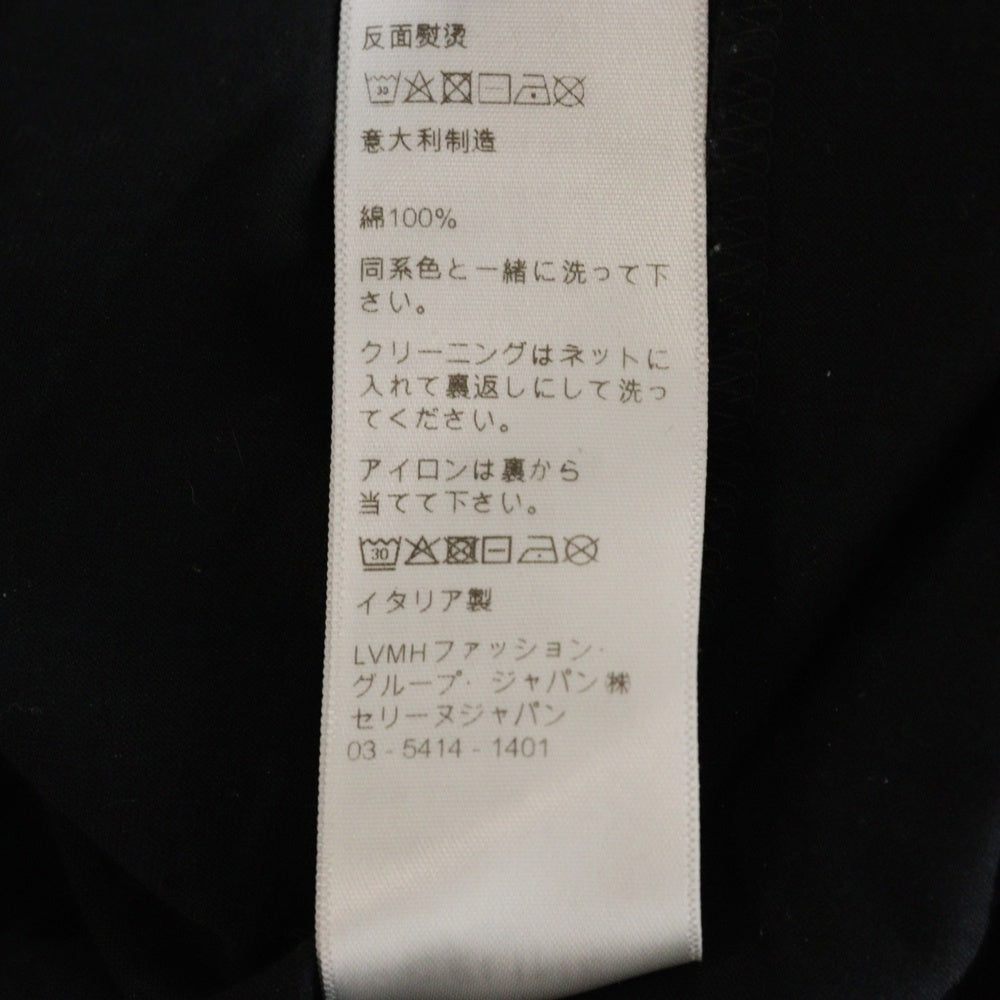 反面熨烫
30
意大利制造
綿100%
同系色と一緒に洗って下
さい。
クリーニングはネットに
入れて裏返しにして洗っ
てください。
アイロンは裏から
当てて下さい。
30
イタリア製
LVMHファッション·
グループ· ジャパン㈱
セリーヌジャパン
03 - 5414 - 1401